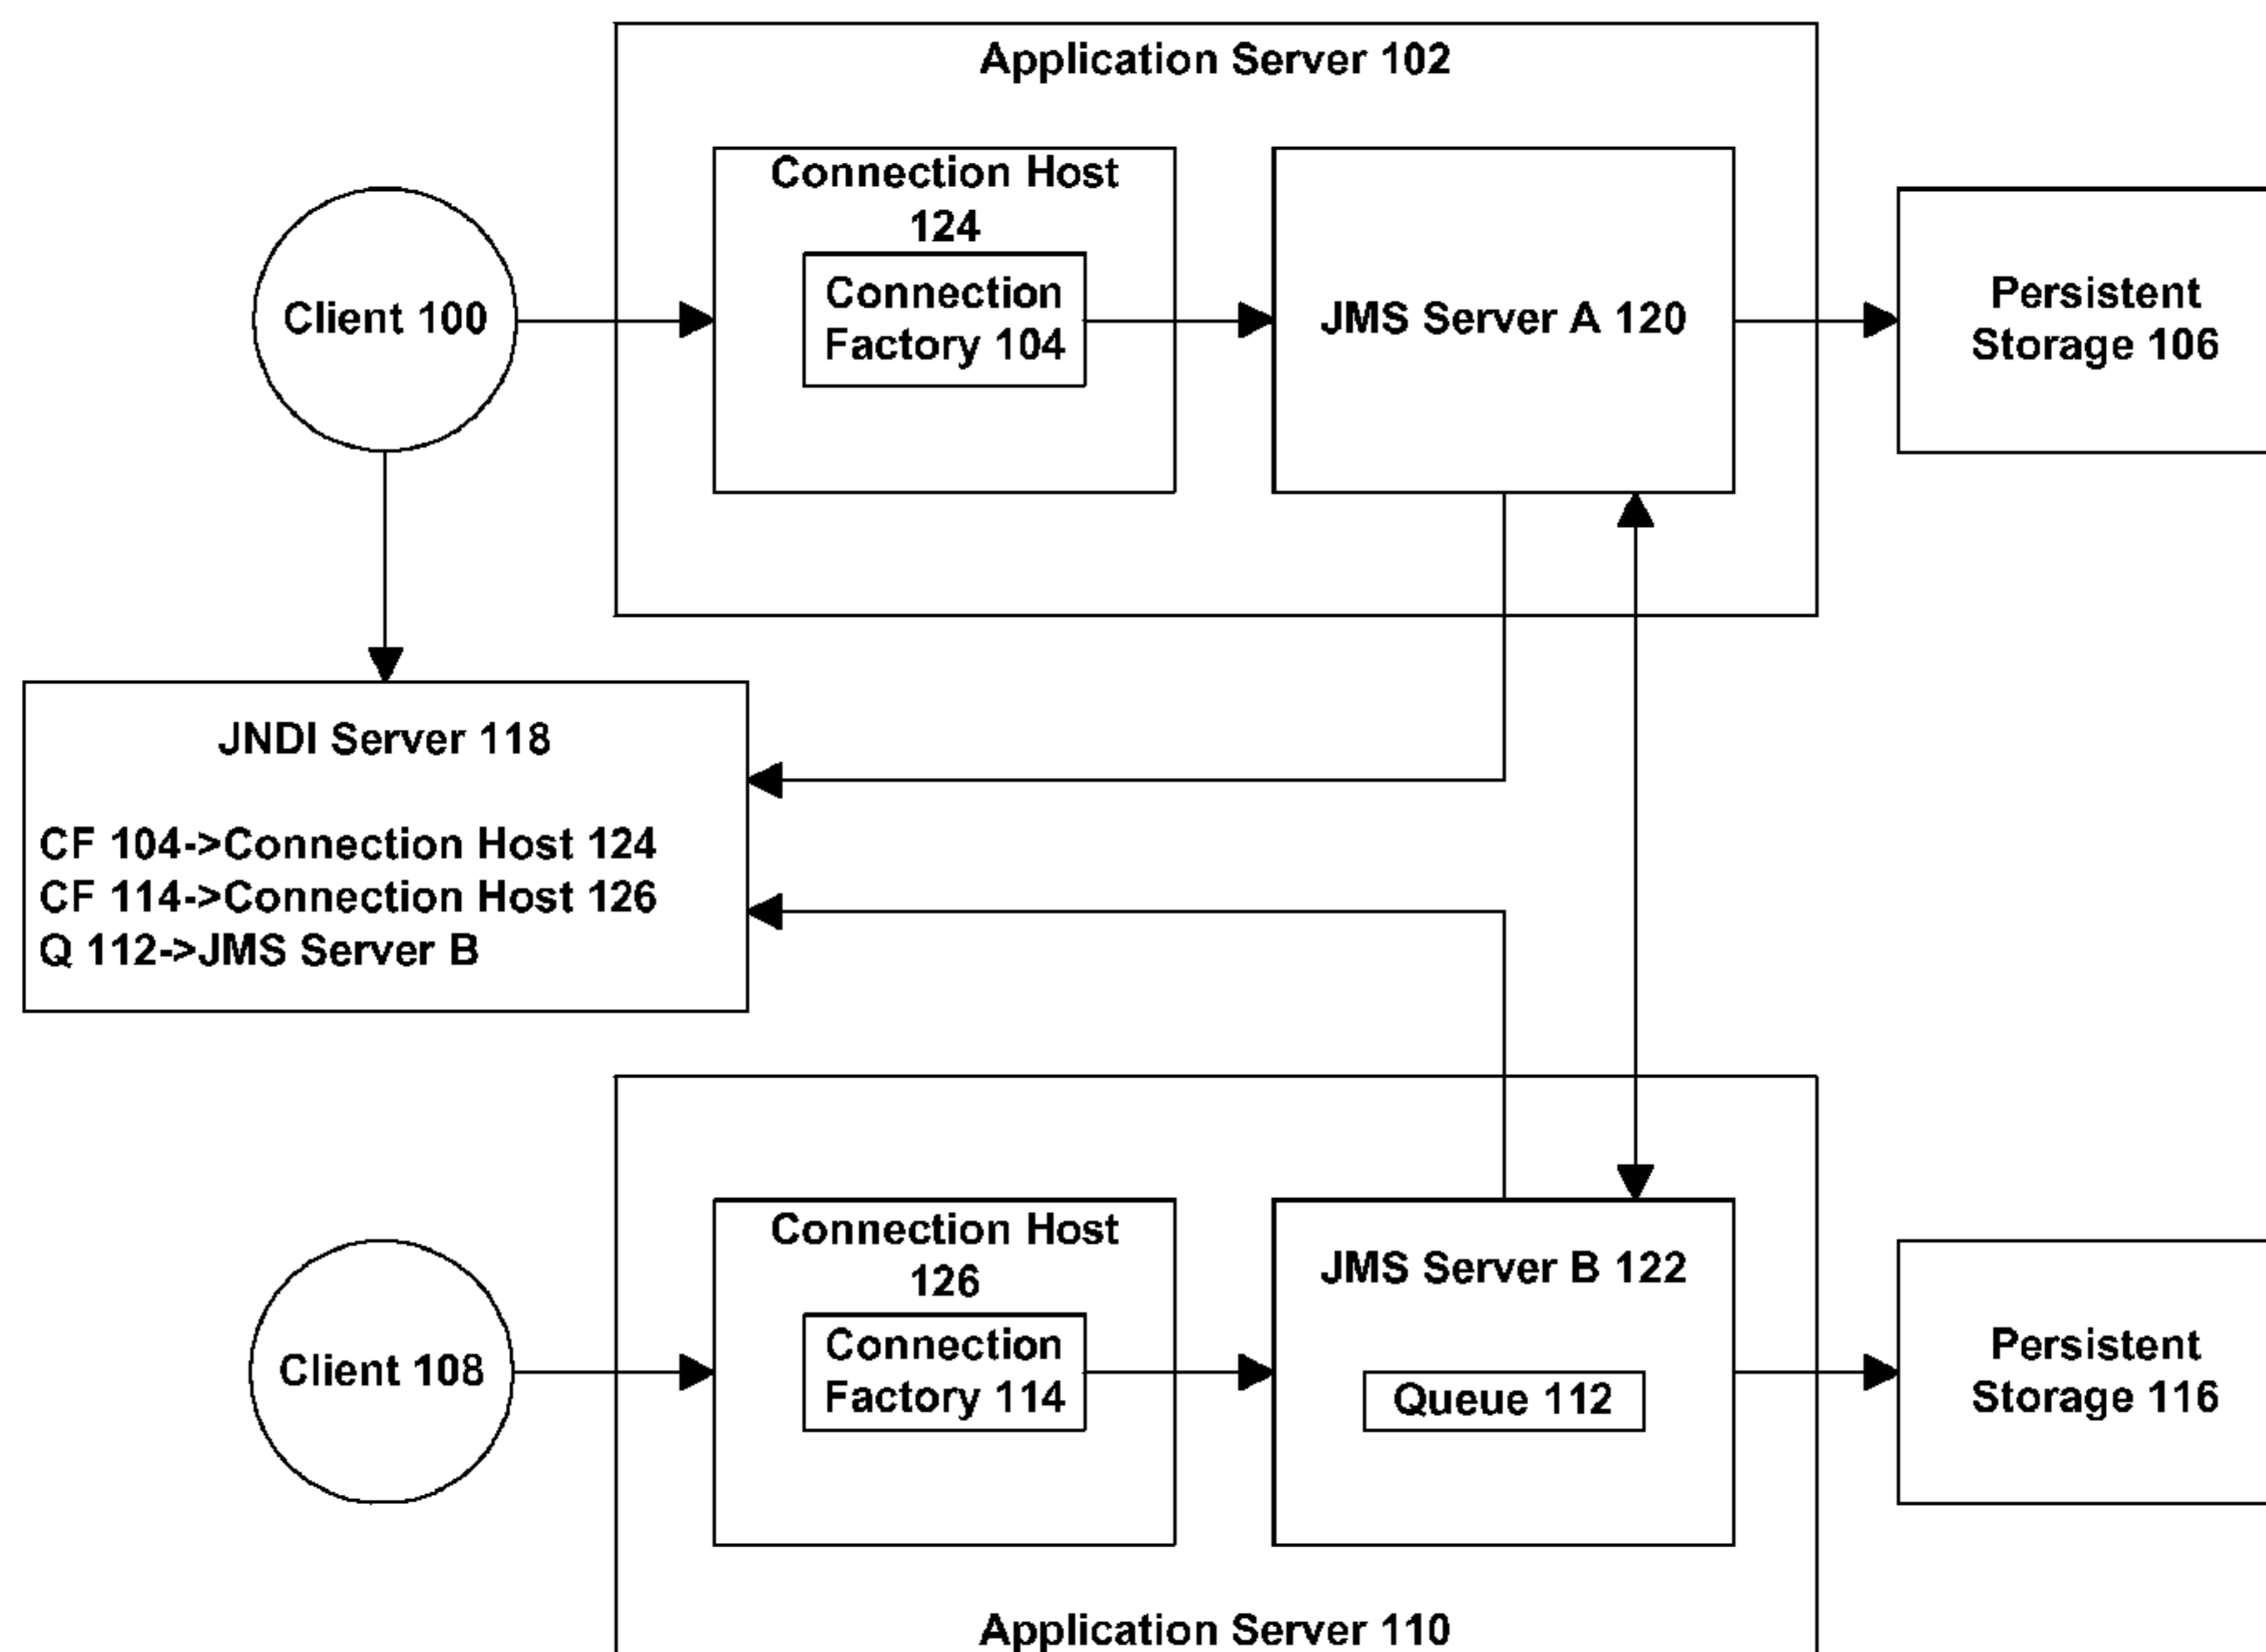 Application Server 102
Connection Host
124
Connection
Factory 104
JMS Server A 120
Persistent
Storage 106
Client 100
JNDI Server 118
CF 104->Connection Host 124
CF 114->Connection Host 126
Q 112->JMS Server B
Connection Host
126
Connection
Factory 114
JMS Server B 122
Queue 112
Persistent
Storage 116
Client 108
Application Server 110